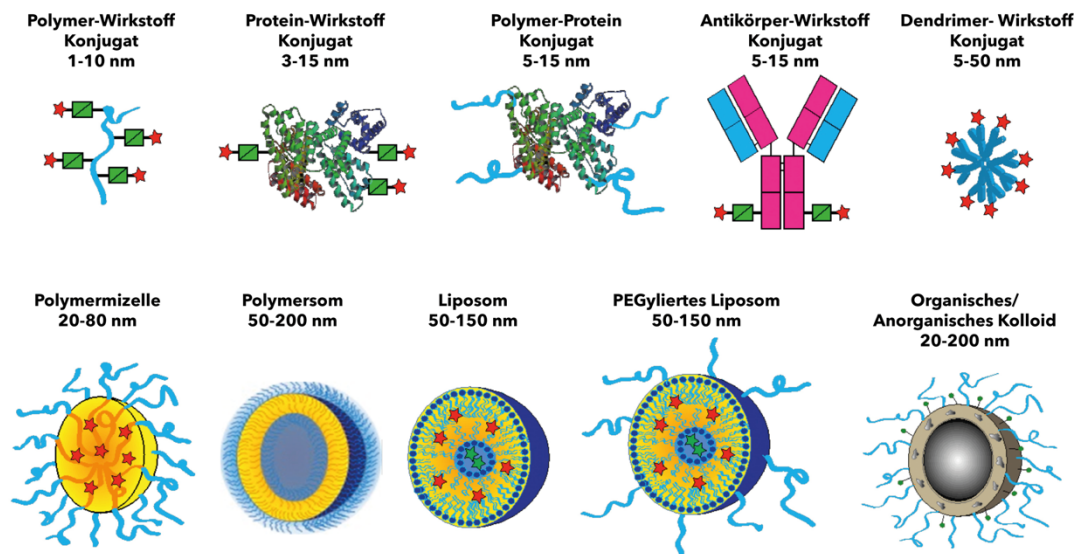 Polymer-Wirkstoff
Konjugat
1-10 nm
Protein-Wirkstoff
Konjugat
3-15 nm
Polymer-Protein
Konjugat
5-15 nm
Antikörper-Wirkstoff
Konjugat
5-15 nm
Dendrimer- Wirkstoff
Konjugat
5-50 nm
Polymermizelle
20-80 nm
Polymersom
50-200 nm
Liposom
50-150 nm
PEGyliertes Liposom
50-150 nm
Organisches/
Anorganisches Kolloid
20-200 nm